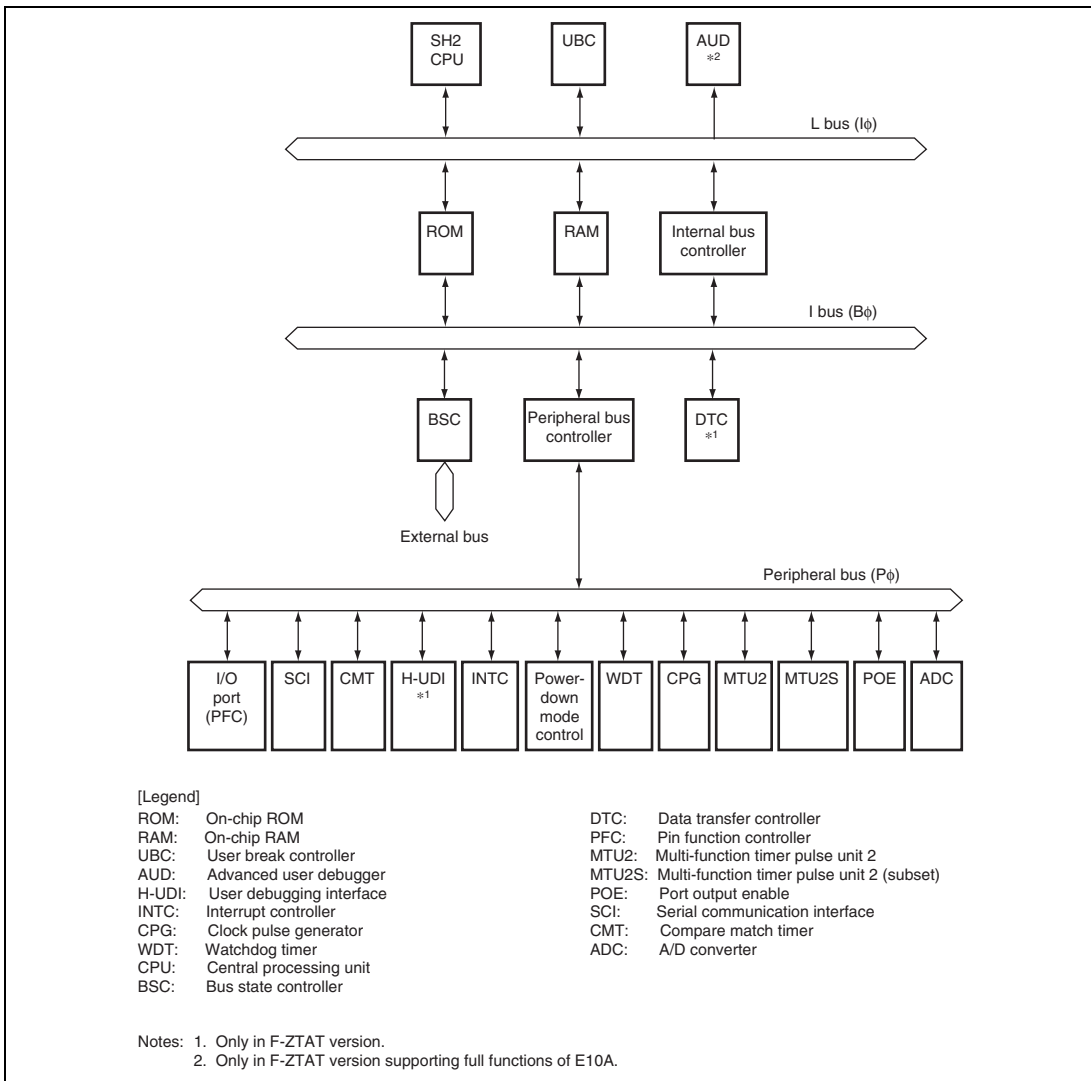 SH2
CPU
UBC
AUD
*2
L bus (Iϕ)
ROM
RAM
Internal bus
controller
I bus (Bϕ)
BSC
Peripheral bus
controller
DTC
*1
External bus
Peripheral bus (Pϕ)
I/O
port
(PFC)
SCI
CMT
H-UDI
*1
INTC
Power-
down
mode
control
WDT
CPG
MTU2
MTU2S
POE
ADC
[Legend]
ROM: On-chip ROM
RAM: On-chip RAM
UBC: User break controller
AUD: Advanced user debugger
H-UDI: User debugging interface
INTC: Interrupt controller
CPG: Clock pulse generator
WDT: Watchdog timer
CPU: Central processing unit
BSC: Bus state controller
DTC: Data transfer controller
PFC: Pin function controller
MTU2: Multi-function timer pulse unit 2
MTU2S: Multi-function timer pulse unit 2 (subset)
POE: Port output enable
SCI: Serial communication interface
CMT: Compare match timer
ADC: A/D converter
Notes: 1. Only in F-ZTAT version.
2. Only in F-ZTAT version supporting full functions of E10A.